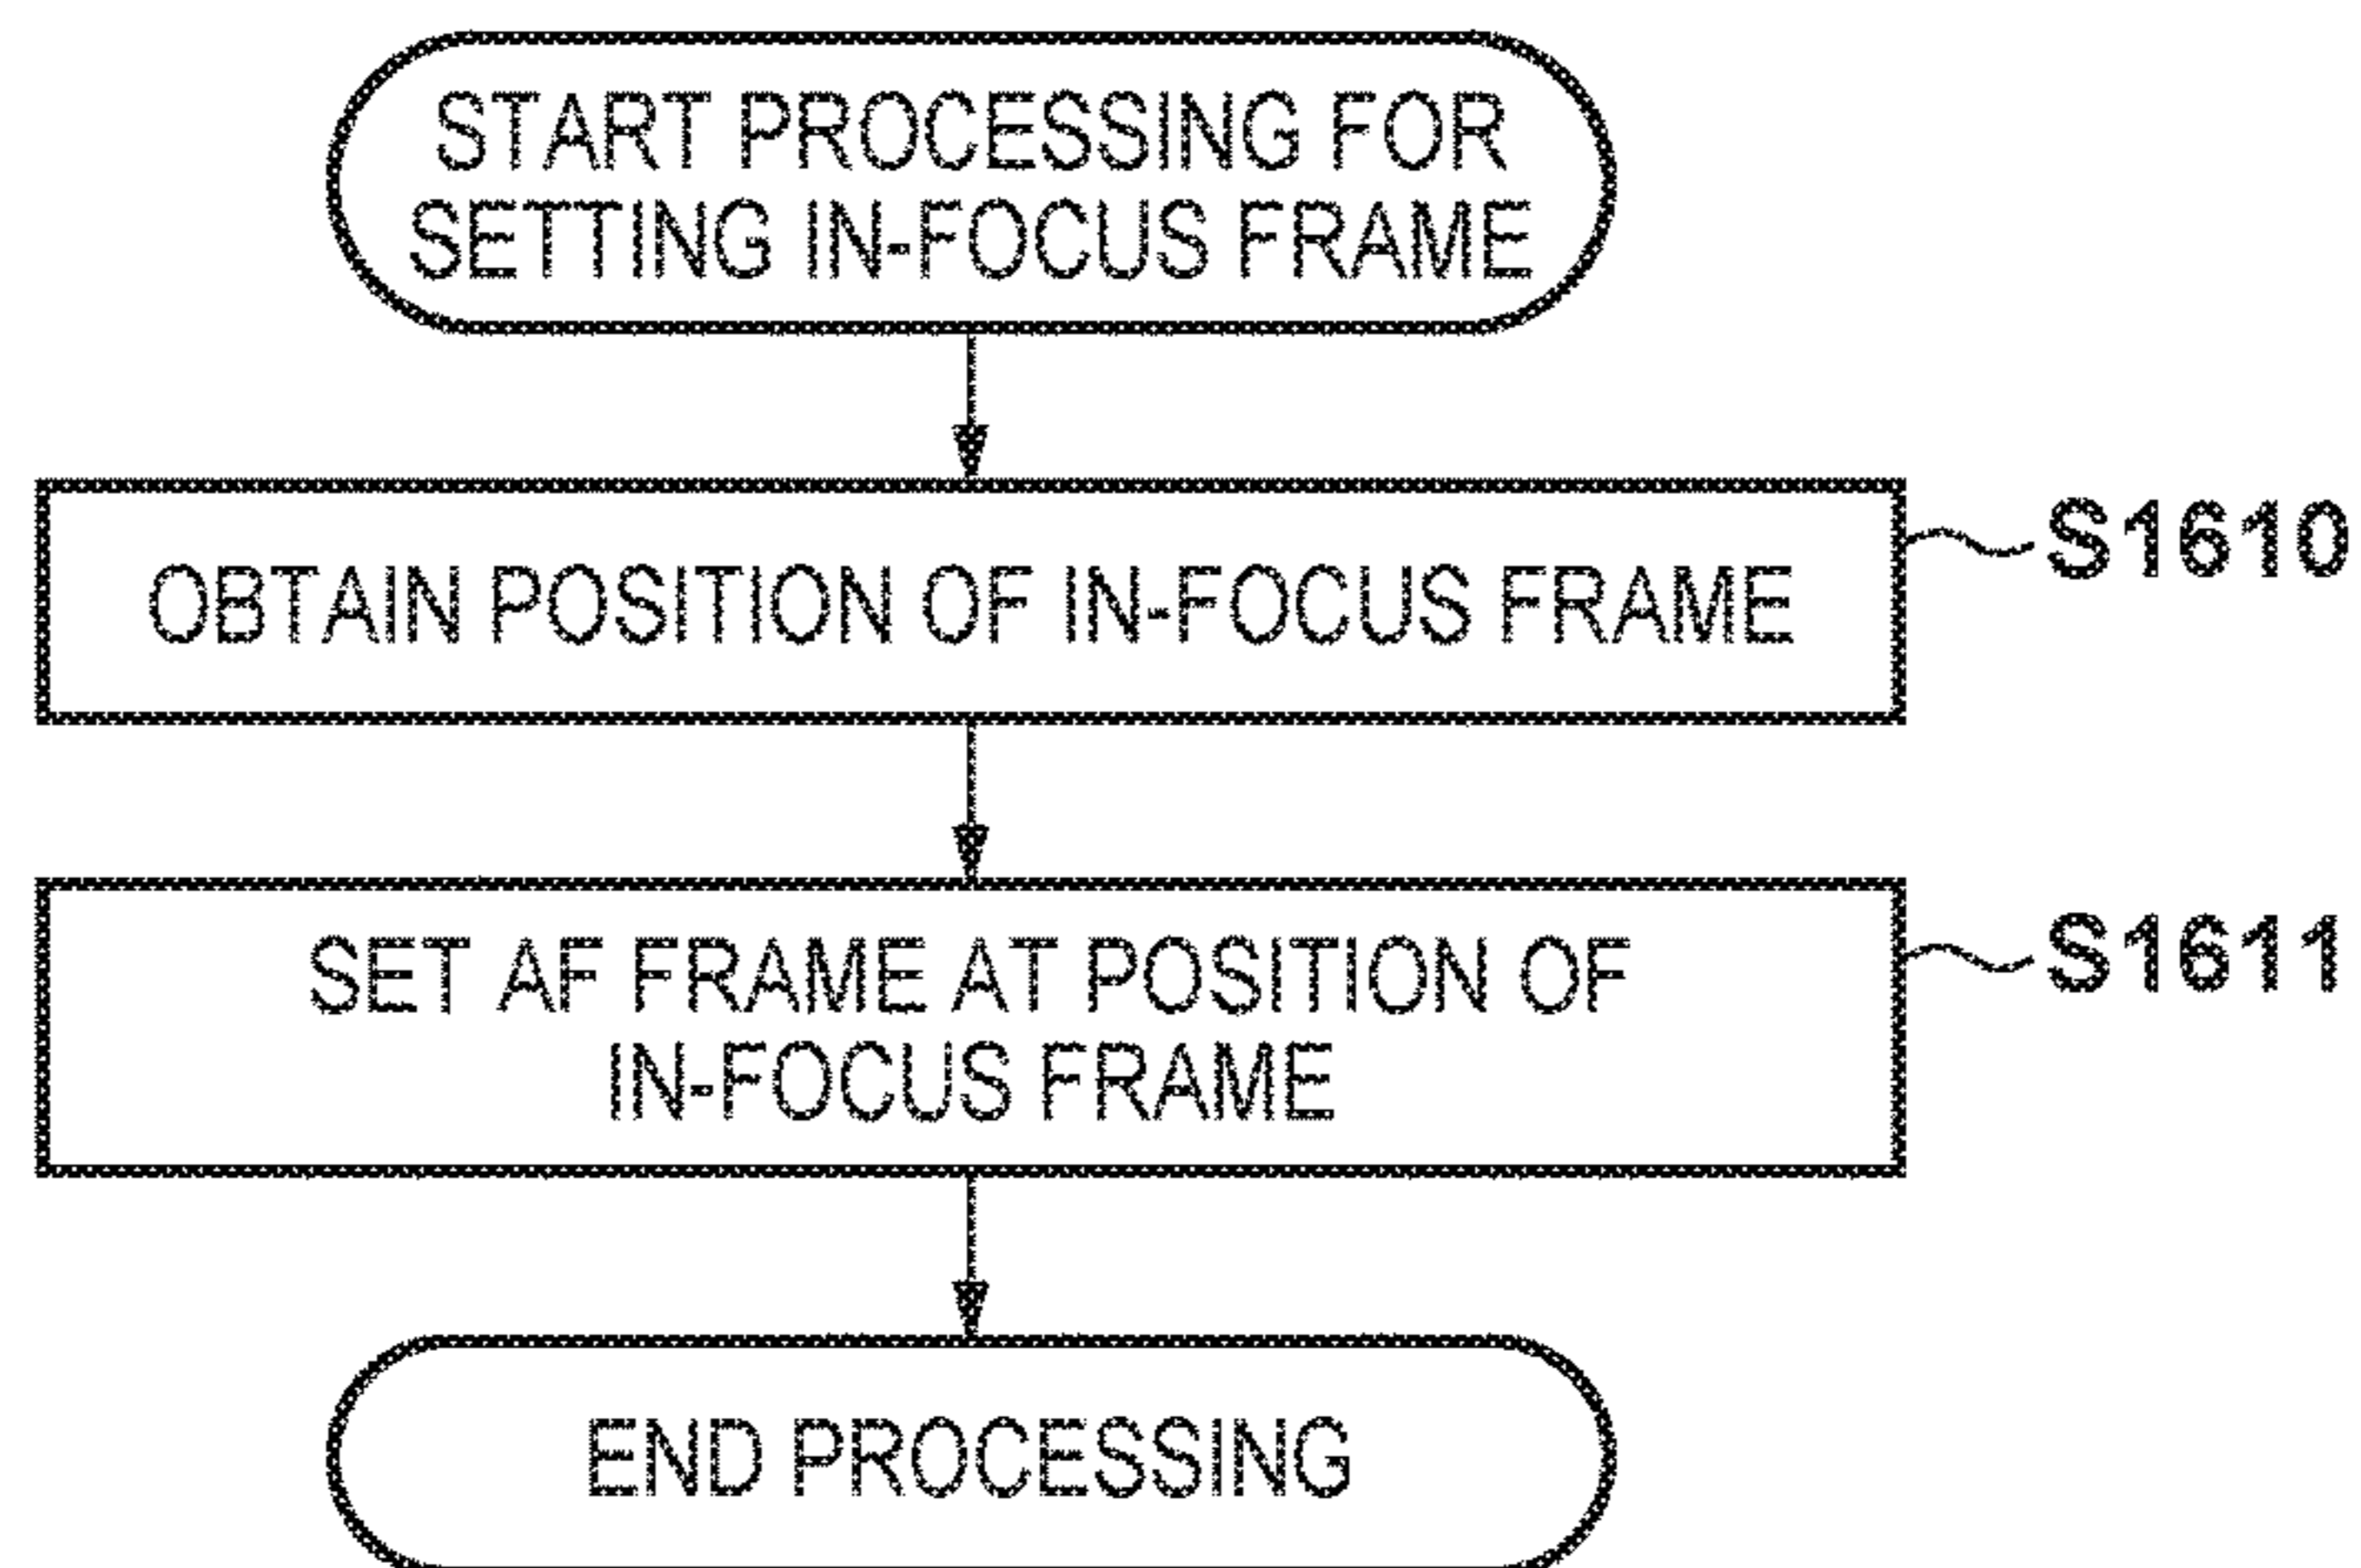 START PROCESSING FOR
SETTING IN-FOCUS FRAME
OBTAIN POSITION OF IN-FOCUS FRAME
S1610
SET AF FRAME AT POSITION OF
IN-FOCUS FRAME
S1611
END PROCESSING